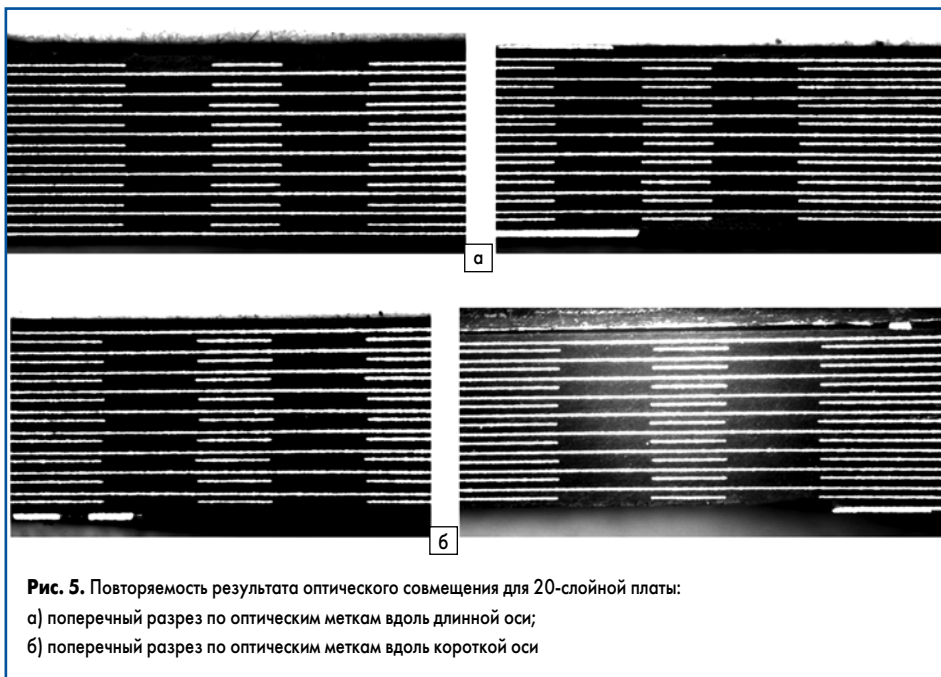 а
б
Рис. 5. Повторяемость результата оптического совмещения для 20-слойной платы:
а) поперечный разрез по оптическим меткам вдоль длинной оси;
б) поперечный разрез по оптическим меткам вдоль короткой оси